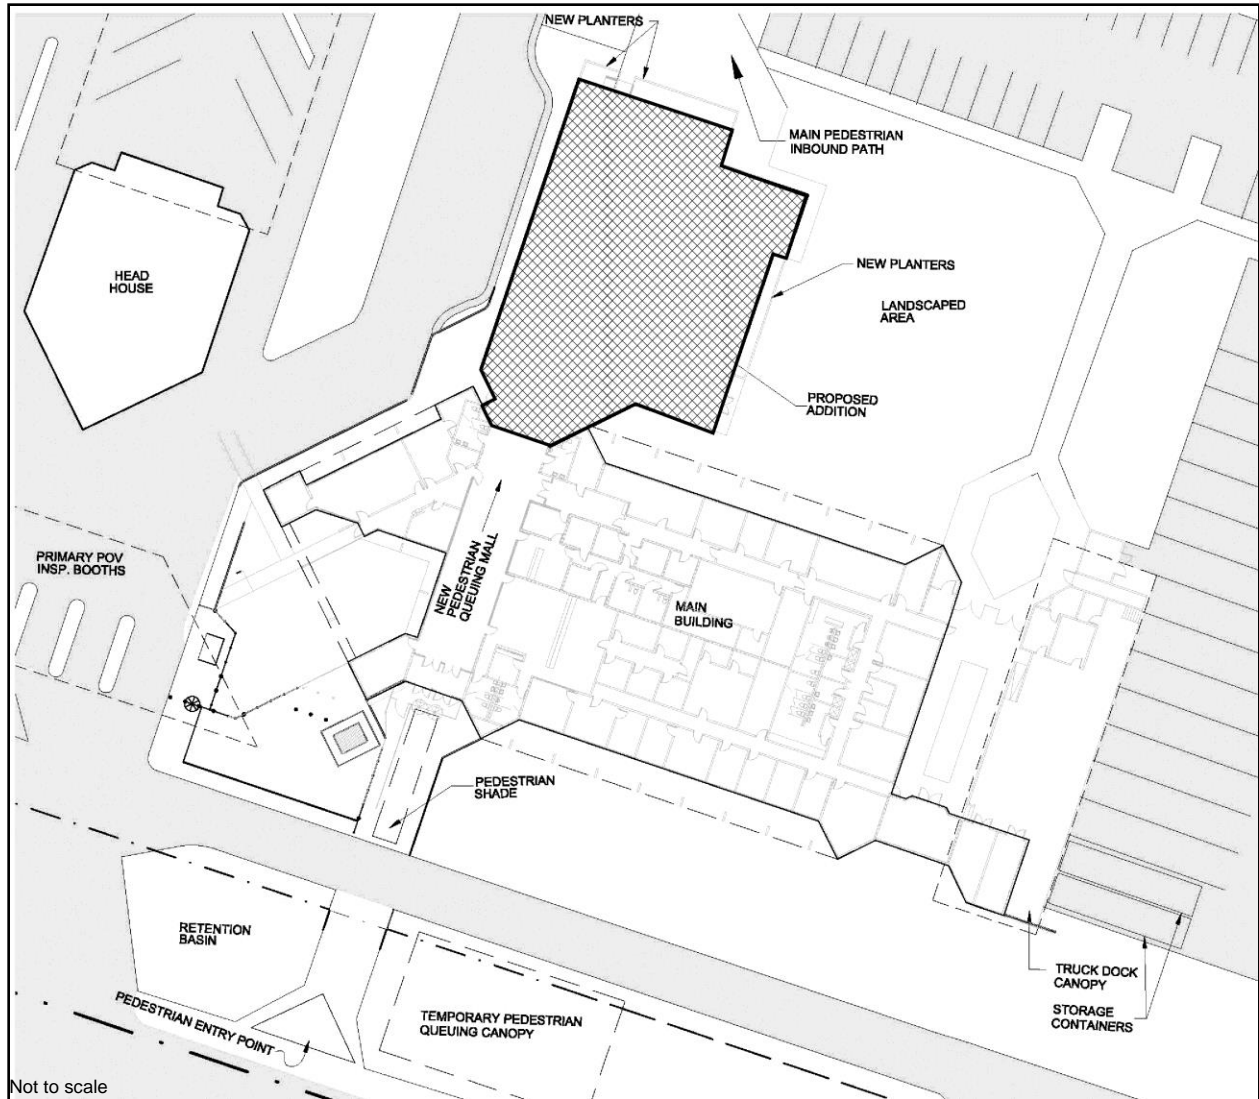 NEW PLANTERS
MAIN PEDESTRIAN
INBOUND PATH
HEAD
HOUSE
NEW PLANTERS
LANDSCAPED
AREA
PROPOSED
ADDITION
PRIMARY POV
INSP. BOOTHS
NEW
PEDESTRIAN
QUEUING MALL
MAIN
BUILDING
PEDESTRIAN
SHADE
RETENTION
BASIN
TRUCK DOCK
CANOPY
STORAGE
CONTAINERS
PEDESTRIAN ENTRY POINT
TEMPORARY PEDESTRIAN
QUEUING CANOPY
Not to scale